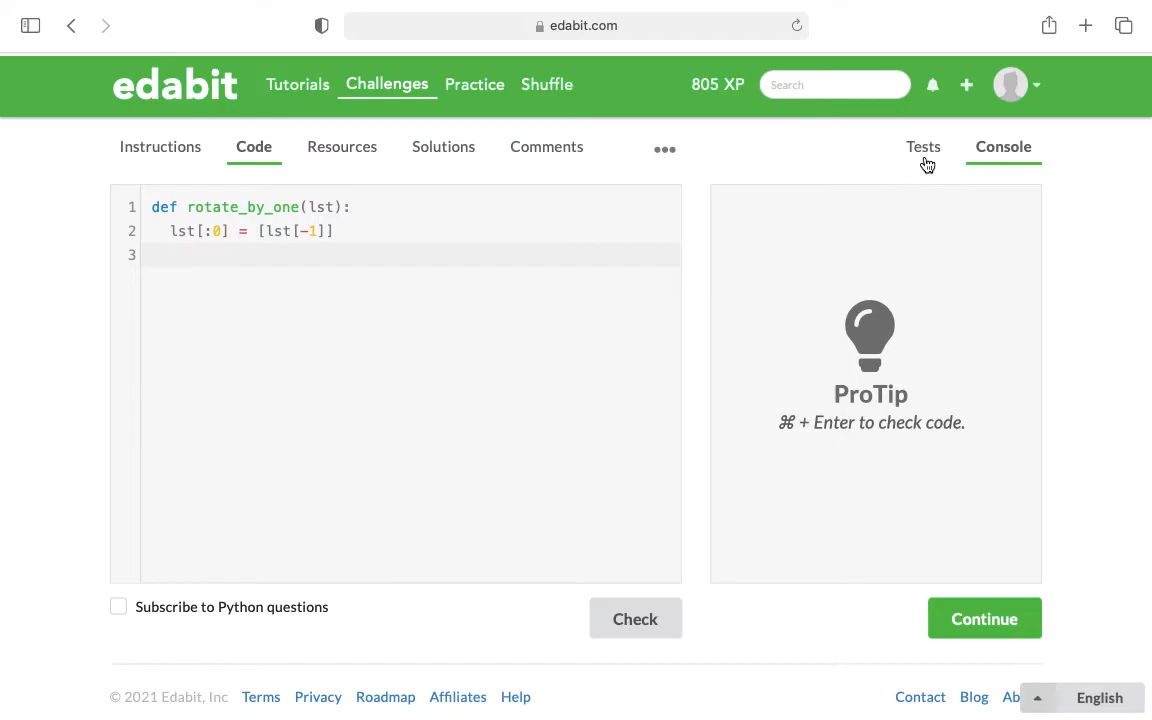 edabit.com
edabit Tutorials Challenges Practice Shuffle 805 XP Search
Instructions Code Resources Solutions Comments Tests Console
1 def rotate_by_one(lst):
2 lst[:0] = [lst[-1]]
3
ProTip
⌘ + Enter to check code.
Subscribe to Python questions Check Continue
© 2021 Edabit, Inc Terms Privacy Roadmap Affiliates Help Contact Blog Ab English